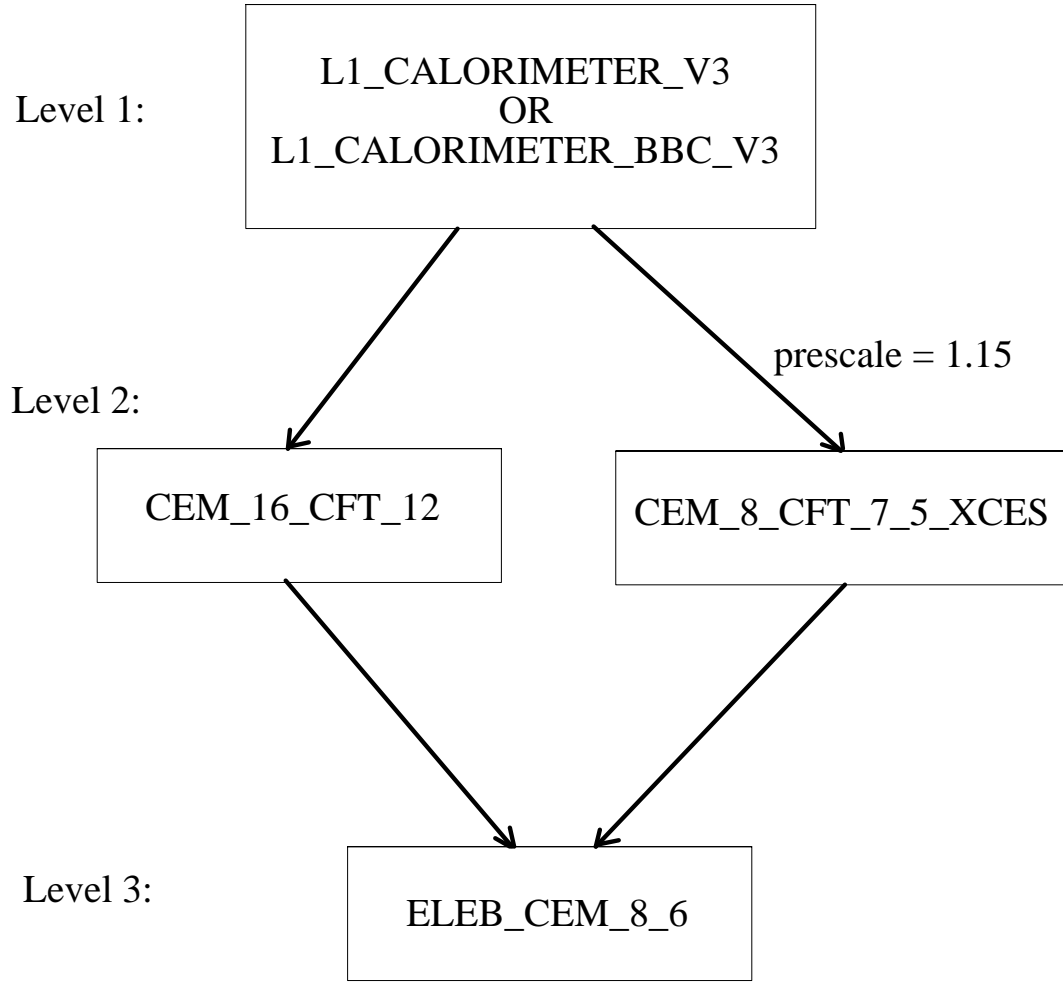 Level 1:
L1_CALORIMETER_V3
OR
L1_CALORIMETER_BBC_V3
prescale = 1.15
Level 2:
CEM_16_CFT_12
CEM_8_CFT_7_5_XCES
Level 3:
ELEB_CEM_8_6